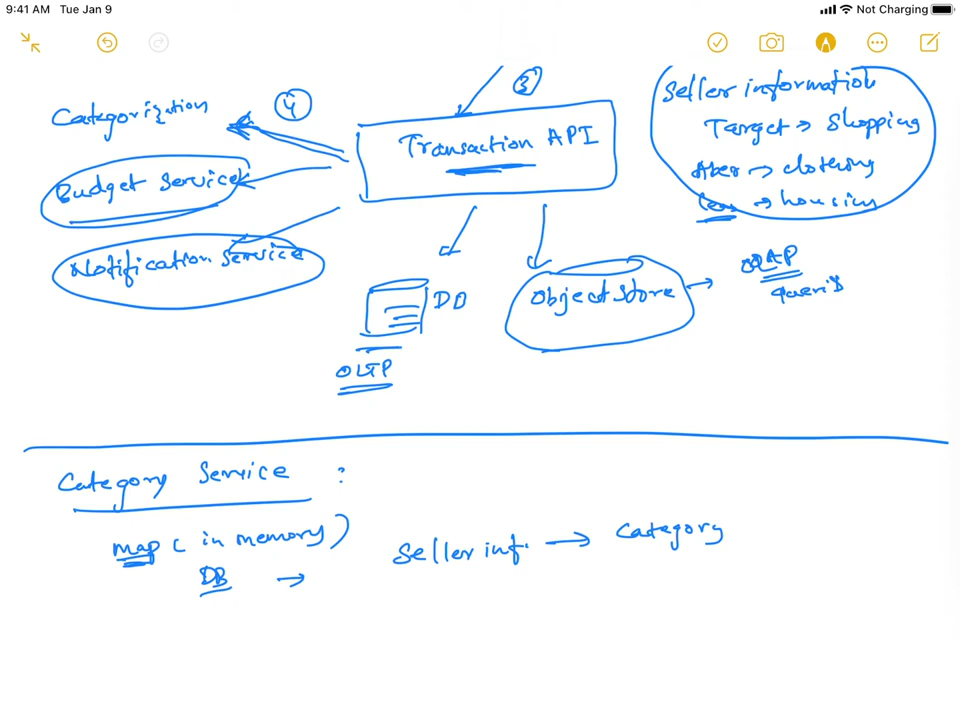 9:41 AM Tue Jan 9
Not Charging
3
4
Categorization
Transaction API
Budget Service
Notification Service
Seller information
Target → Shopping
→ clothing
→ housing
DB
OLTP
Object Store
OLAP
queries
Category Service :
map ( in memory )
DB →
Seller inf. → Category